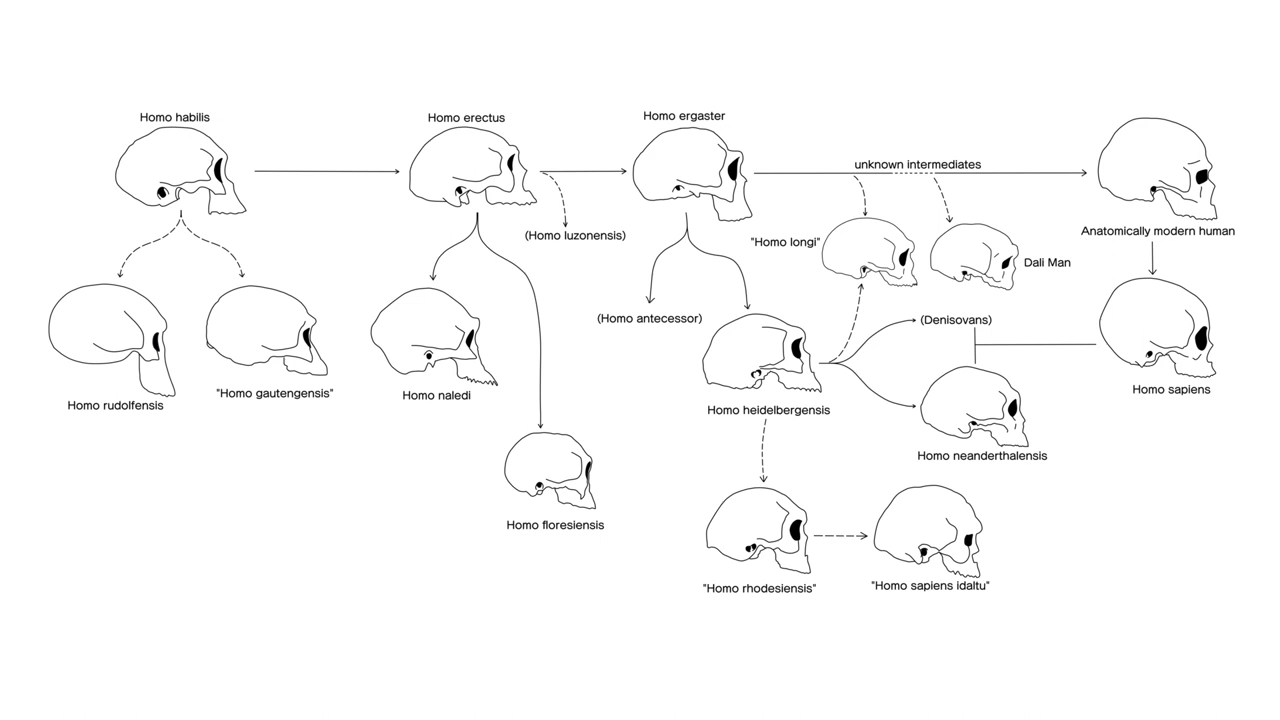 Homo habilis
Homo erectus
Homo ergaster
unknown intermediates
Anatomically modern human
(Homo luzonensis)
"Homo longi"
Dali Man
(Homo antecessor)
(Denisovans)
Homo rudolfensis
"Homo gautengensis"
Homo naledi
Homo heidelbergensis
Homo sapiens
Homo neanderthalensis
Homo floresiensis
"Homo rhodesiensis"
"Homo sapiens idaltu"